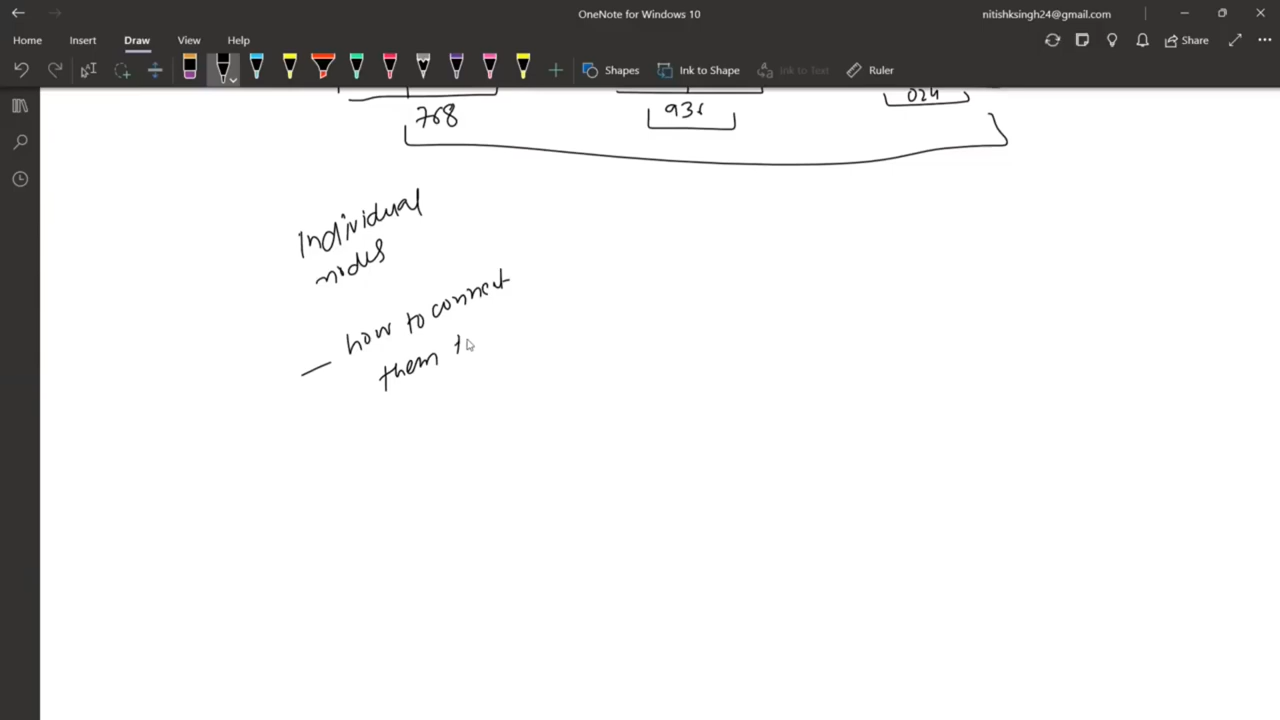 OneNote for Windows 10
nitishksingh24@gmail.com
Home Insert Draw View Help
Share
Shapes Ink to Shape Ink to Text Ruler
768 936 024
Individual
nodes
— how to connect
them t